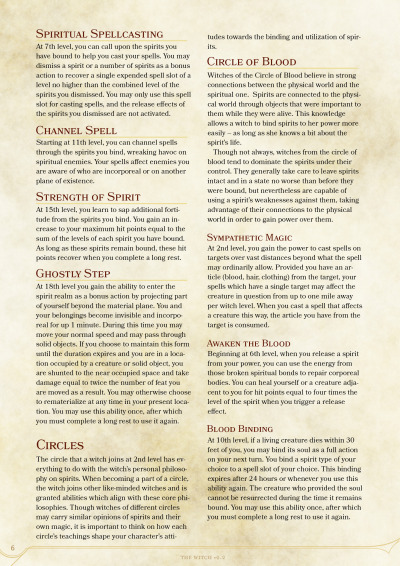 Spiritual Spellcasting
At 7th level, you can call upon the spirits you
have bound to help you cast your spells. You may
dismiss a spirit or a number of spirits as a bonus
action to recover a single expended spell slot of a
level no higher than the combined level of the
spirits you dismissed. You may only use this spell
slot for casting spells, and the release effects of
the spirits you dismissed are not activated.
Channel Spell
Starting at 11th level, you can channel spells
through the spirits you bind, wreaking havoc on
spiritual enemies. Your spells affect enemies you
are aware of who are incorporeal or on another
plane of existence.
Strength of Spirit
At 15th level, you learn to sap additional forti-
tude from the spirits you bind. You gain an in-
crease to your maximum hit points equal to the
sum of the levels of each spirit you have bound.
As long as these spirits remain bound, these hit
points recover when you complete a long rest.
Ghostly Step
At 18th level you gain the ability to enter the
spirit realm as a bonus action by projecting part
of yourself beyond the material plane. You and
your belongings become invisible and incorpo-
real for up 1 minute. During this time you may
move your normal speed and may pass through
solid objects. If you choose to maintain this form
until the duration expires and you are in a loca-
tion occupied by a creature or solid object, you
are shunted to the near occupied space and take
damage equal to twice the number of feat you
are moved as a result. You may otherwise choose
to rematerialize at any time in your present loca-
tion. You may use this ability once, after which
you must complete a long rest to use it again.
Circles
The circle that a witch joins at 2nd level has ev-
erything to do with the witch's personal philoso-
phy on spirits. When becoming a part of a circle,
the witch joins other like-minded witches and is
granted abilities which align with these core phi-
losophies. Though witches of different circles
may carry similar opinions of spirits and their
own magic, it is important to think on how each
circle's teachings shape your character's atti-
tudes towards the binding and utilization of spir-
its.
Circle of Blood
Witches of the Circle of Blood believe in strong
connections between the physical world and the
spiritual one. Spirits are connected to the physi-
cal world through objects that were important to
them while they were alive. This knowledge
allows a witch to bind spirits to her power more
easily – as long as she knows a bit about the
spirit's life.
Though not always, witches from the circle of
blood tend to dominate the spirits under their
control. They generally take care to leave spirits
intact and in a state no worse than before they
were bound, but nevertheless are capable of
using a spirit's weaknesses against them, taking
advantage of their connections to the physical
world in order to gain power over them.
Sympathetic Magic
At 2nd level, you gain the power to cast spells on
targets over vast distances beyond what the spell
may ordinarily allow. Provided you have an ar-
ticle (blood, hair, clothing) from the target, your
spells which have a single target may affect the
creature in question from up to one mile away
per witch level. When you cast a spell that affects
a creature this way, the article you have from the
target is consumed.
Awaken the Blood
Beginning at 6th level, when you release a spirit
from your power, you can use the energy from
those broken spiritual bonds to repair corporeal
bodies. You can heal yourself or a creature adja-
cent to you for hit points equal to four times the
level of the spirit when you trigger a release
effect.
Blood Binding
At 10th level, if a living creature dies within 30
feet of you, you may bind its soul as a full action
on your next turn. You bind a spirit type of your
choice to a spell slot of your choice. This binding
expires after 24 hours or whenever you use this
ability again. The creature who provided the soul
cannot be resurrected during the time it remains
bound. You may use this ability once, after which
you must complete a long rest to use it again.
6